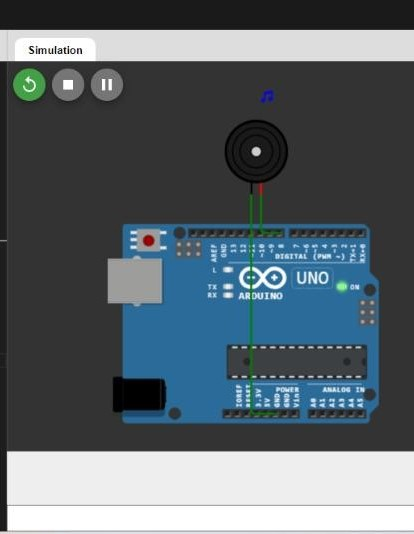 Simulation
AREF
GND
13
12
~10
~9
8
7
~6
~5
4
~3
2
TX→1
RX←0
DIGITAL (PWM ~)
L
TX
RX
UNO
ON
ARDUINO
IOREF
RESET
3.3V
5V
GND
GND
Vin
POWER
ANALOG IN
A0
A1
A2
A3
A4
A5